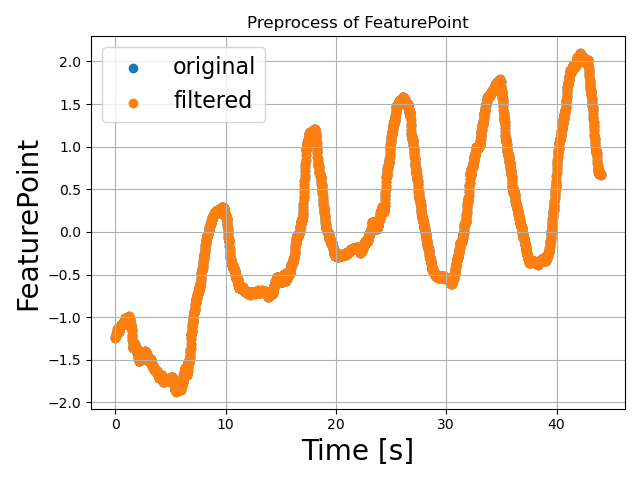 Preprocess of FeaturePoint
original
filtered
FeaturePoint
2.0
1.5
1.0
0.5
0.0
−0.5
−1.0
−1.5
−2.0
0 10 20 30 40
Time [s]